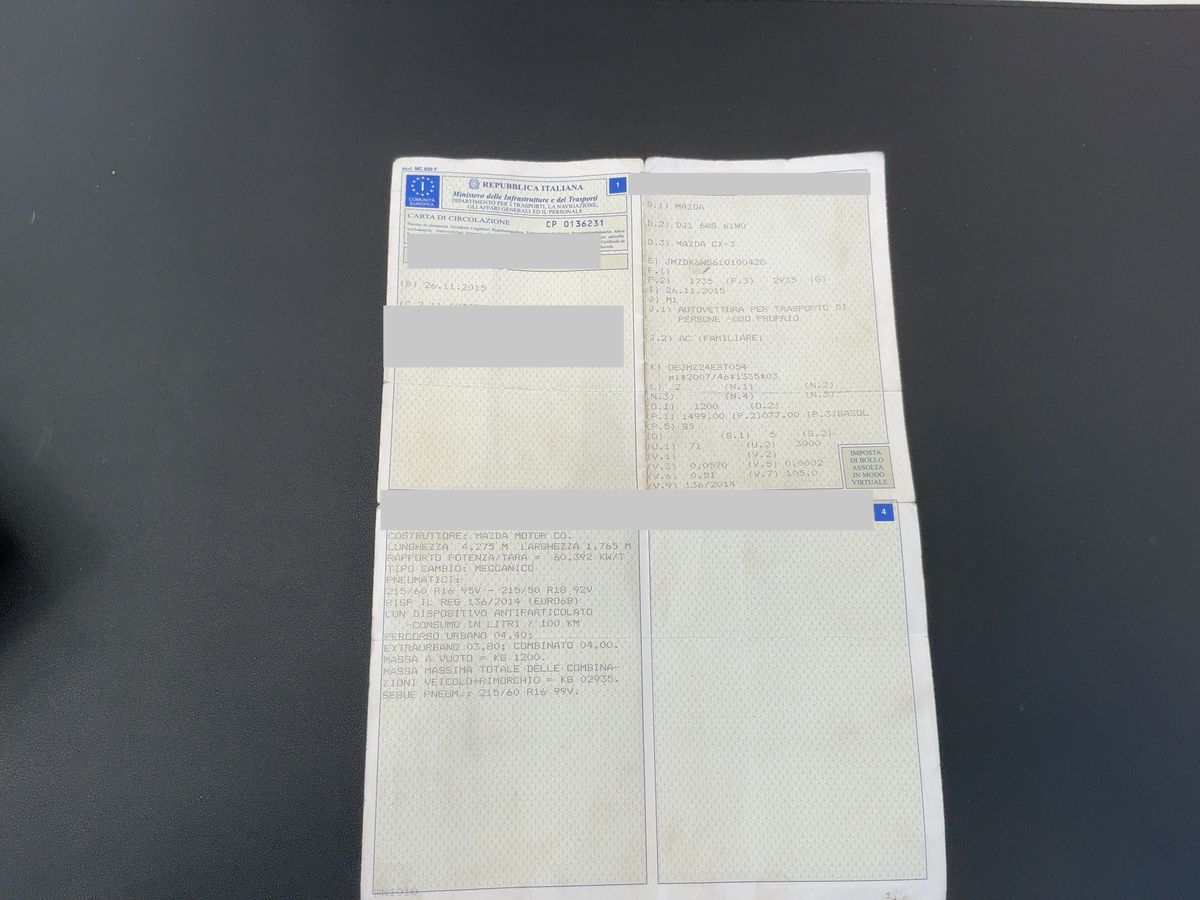 Mod. MC 820 F
REPUBBLICA ITALIANA
Ministero delle Infrastrutture e dei Trasporti
DIPARTIMENTO PER I TRASPORTI, LA NAVIGAZIONE,
GLI AFFARI GENERALI ED IL PERSONALE
I
COMUNITÀ
EUROPEA
1
CARTA DI CIRCOLAZIONE
CP 0136231
(B) 26.11.2015
D.1) MAZDA
D.2) DJ1 6WS 61W0
D.3) MAZDA CX-3
E) JMZDK6WS610100428
F.1)
F.2) 1735 (F.3) 2935 (G)
I) 26.11.2015
J) M1
J.1) AUTOVETTURA PER TRASPORTO DI
PERSONE -USO PROPRIO
J.2) AC (FAMILIARE)
K) OEJMZ24EST054
m1*2007/46*1335*03
(L) 2 (N.1) (N.2)
(N.3) (N.4) (N.5)
(O.1) 1200 (O.2)
(P.1) 1499.00 (P.2)077.00 (P.3)GASOL
(P.5) S5
(Q) (S.1) 5 (S.2)
(U.1) 71 (U.2) 3000
(V.1) (V.2)
(V.3) 0,0570 (V.5) 0,0002
(V.6) 0.51 (V.7) 105.0
(V.9) 136/2014
IMPOSTA
DI BOLLO
ASSOLTA
IN MODO
VIRTUALE
4
COSTRUTTORE: MAZDA MOTOR CO.
LUNGHEZZA 4,275 M LARGHEZZA 1,765 M
RAPPORTO POTENZA/TARA = 60,392 KW/T
TIPO CAMBIO: MECCANICO
PNEUMATICI:
215/60 R16 95V - 215/50 R18 92V
RISP IL REG 136/2014 (EURO6B)
CON DISPOSITIVO ANTIPARTICOLATO
-CONSUMO IN LITRI / 100 KM
PERCORSO URBANO 04,40;
EXTRAURBANO 03,80; COMBINATO 04,00.
MASSA A VUOTO = KG 1200.
MASSA MASSIMA TOTALE DELLE COMBINA-
ZIONI VEICOLO+RIMORCHIO = KG 02935.
SEGUE PNEUM.: 215/60 R16 99V.